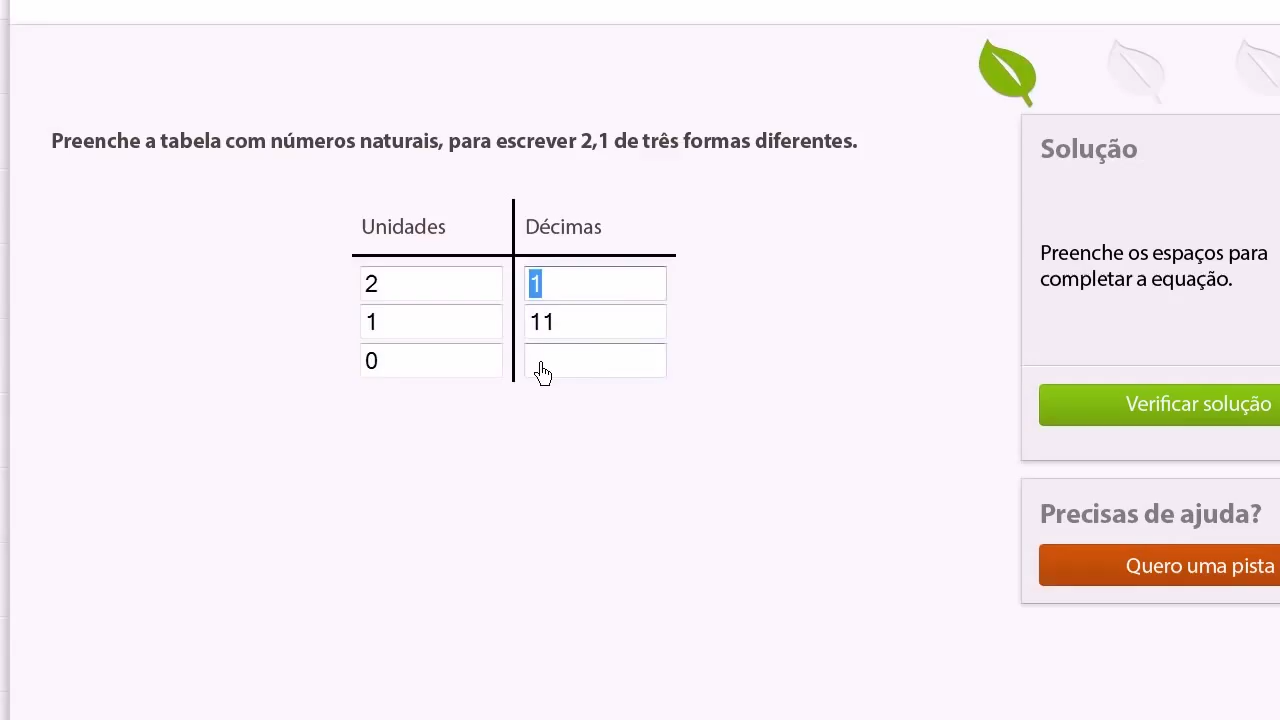 Preenche a tabela com números naturais, para escrever 2,1 de três formas diferentes.
Unidades Décimas
2 1
1 11
0
Solução
Preenche os espaços para
completar a equação.
Verificar solução
Precisas de ajuda?
Quero uma pista